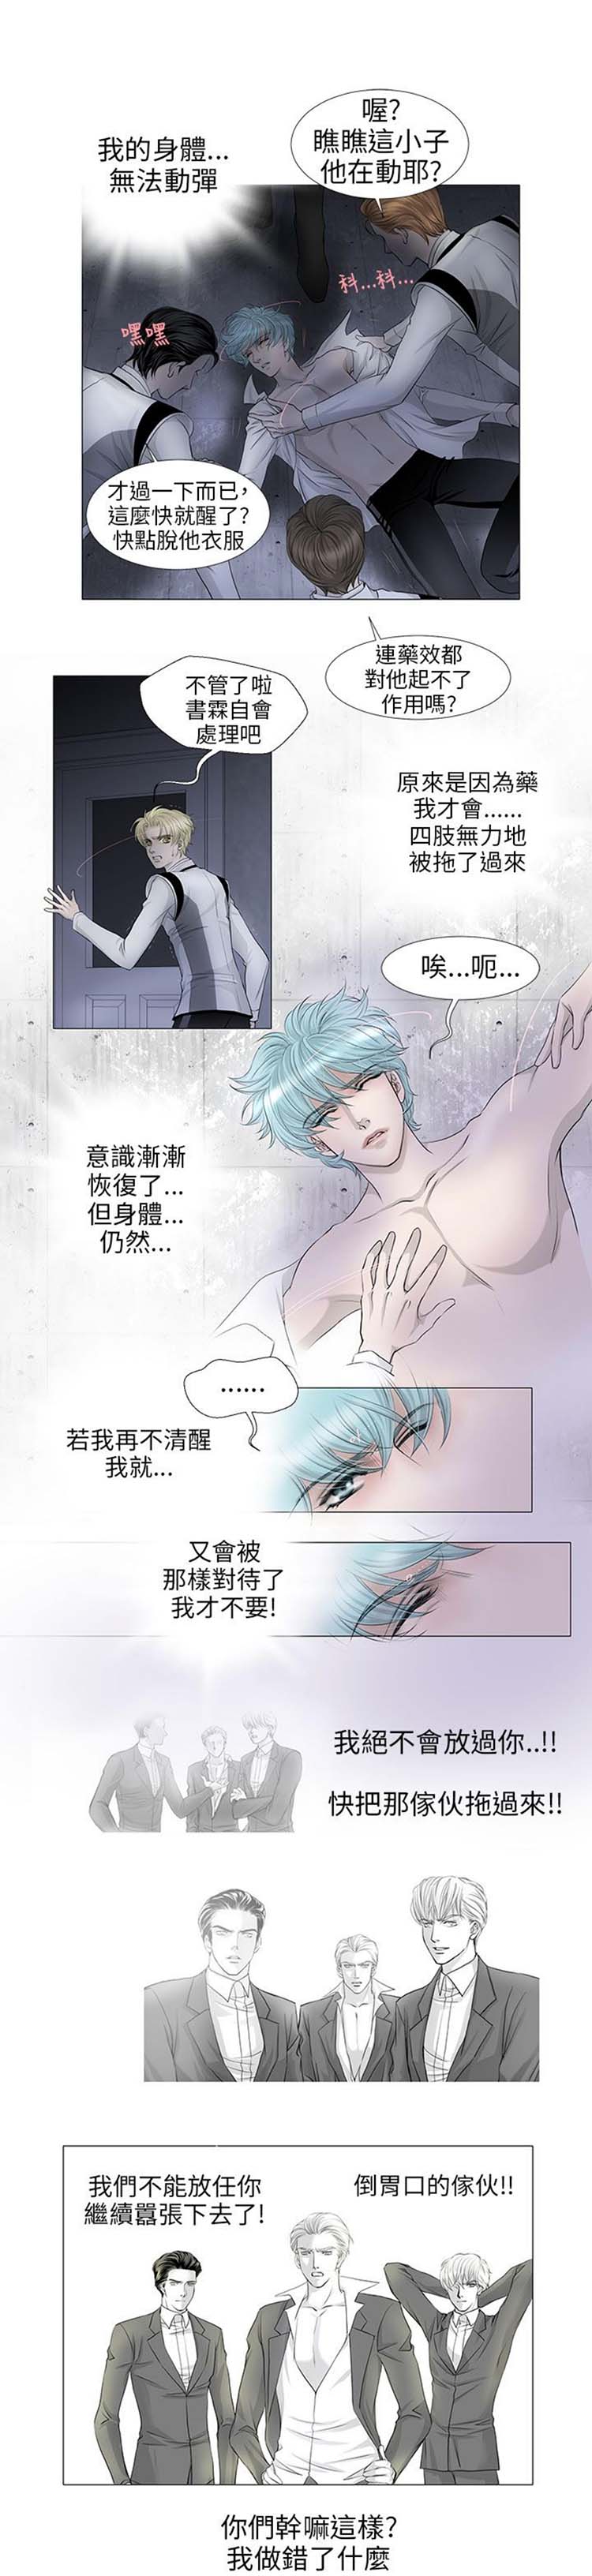 我的身體...
無法動彈
喔?
瞧瞧這小子
他在動耶?
科...科...
嘿嘿
才過一下而已,
這麼快就醒了?
快點脫他衣服
連藥效都
對他起不了
作用嗎?
不管了啦
書霖自會
處理吧
原來是因為藥
我才會......
四肢無力地
被拖了過來
唉...呃...
意識漸漸
恢復了...
但身體...
仍然...
......
若我再不清醒
我就...
又會被
那樣對待了
我才不要!
我絕不會放過你..!!
快把那傢伙拖過來!!
我們不能放任你
繼續囂張下去了!
倒胃口的傢伙!!
你們幹嘛這樣?
我做錯了什麼